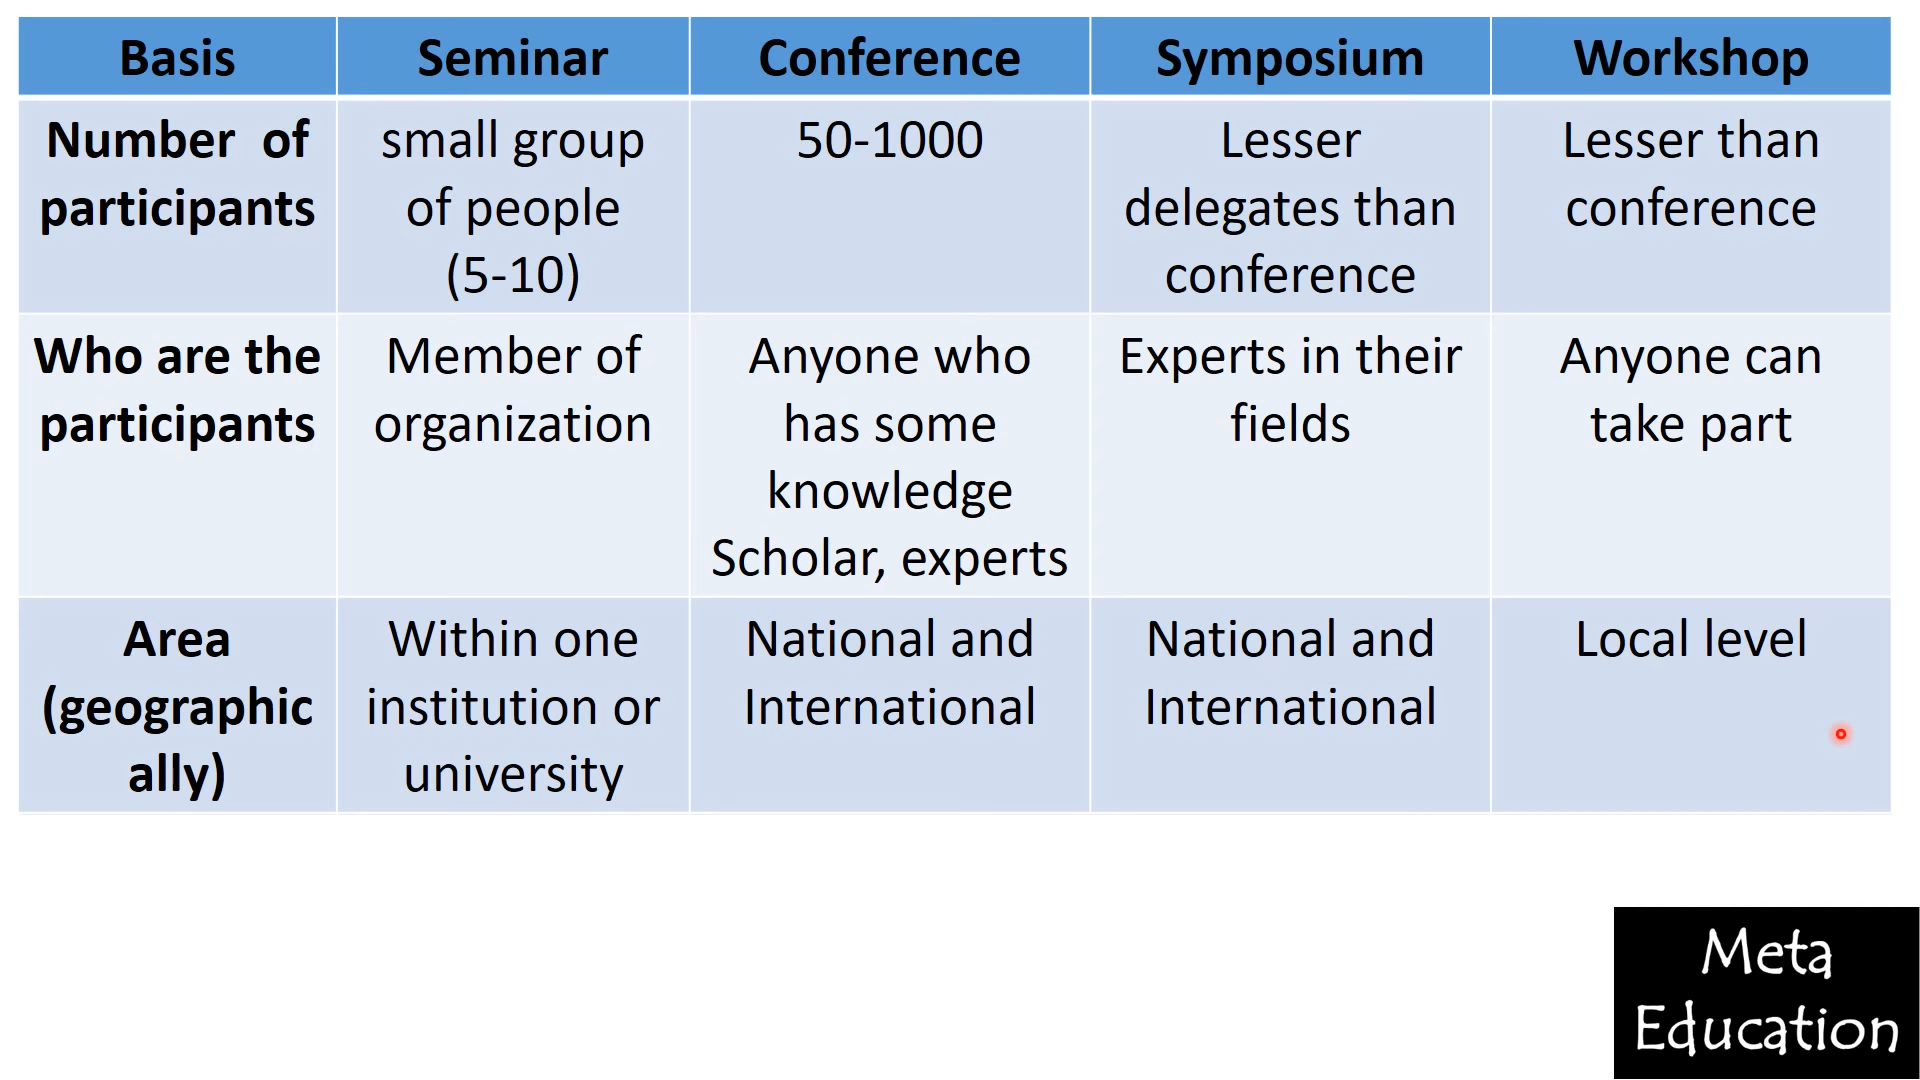 Basis Seminar Conference Symposium Workshop
Number of
participants
small group
of people
(5-10)
50-1000
Lesser
delegates than
conference
Lesser than
conference
Who are the
participants
Member of
organization
Anyone who
has some
knowledge
Scholar, experts
Experts in their
fields
Anyone can
take part
Area
(geographic
ally)
Within one
institution or
university
National and
International
National and
International
Local level
Meta
Education